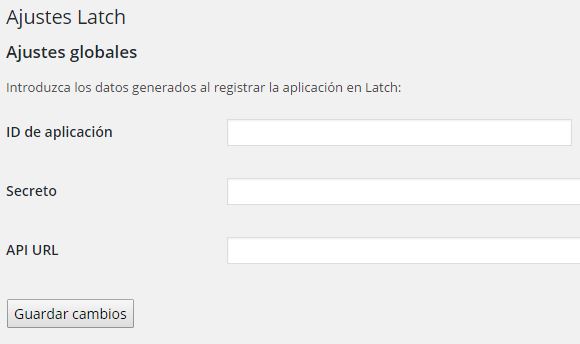 Ajustes Latch
Ajustes globales
Introduzca los datos generados al registrar la aplicación en Latch:
ID de aplicación
Secreto
API URL
Guardar cambios